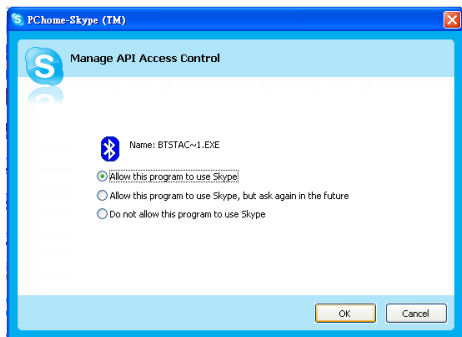 PChome-Skype (TM)
Manage API Access Control
Name: BTSTAC~1.EXE
Allow this program to use Skype
Allow this program to use Skype, but ask again in the future
Do not allow this program to use Skype
OK
Cancel